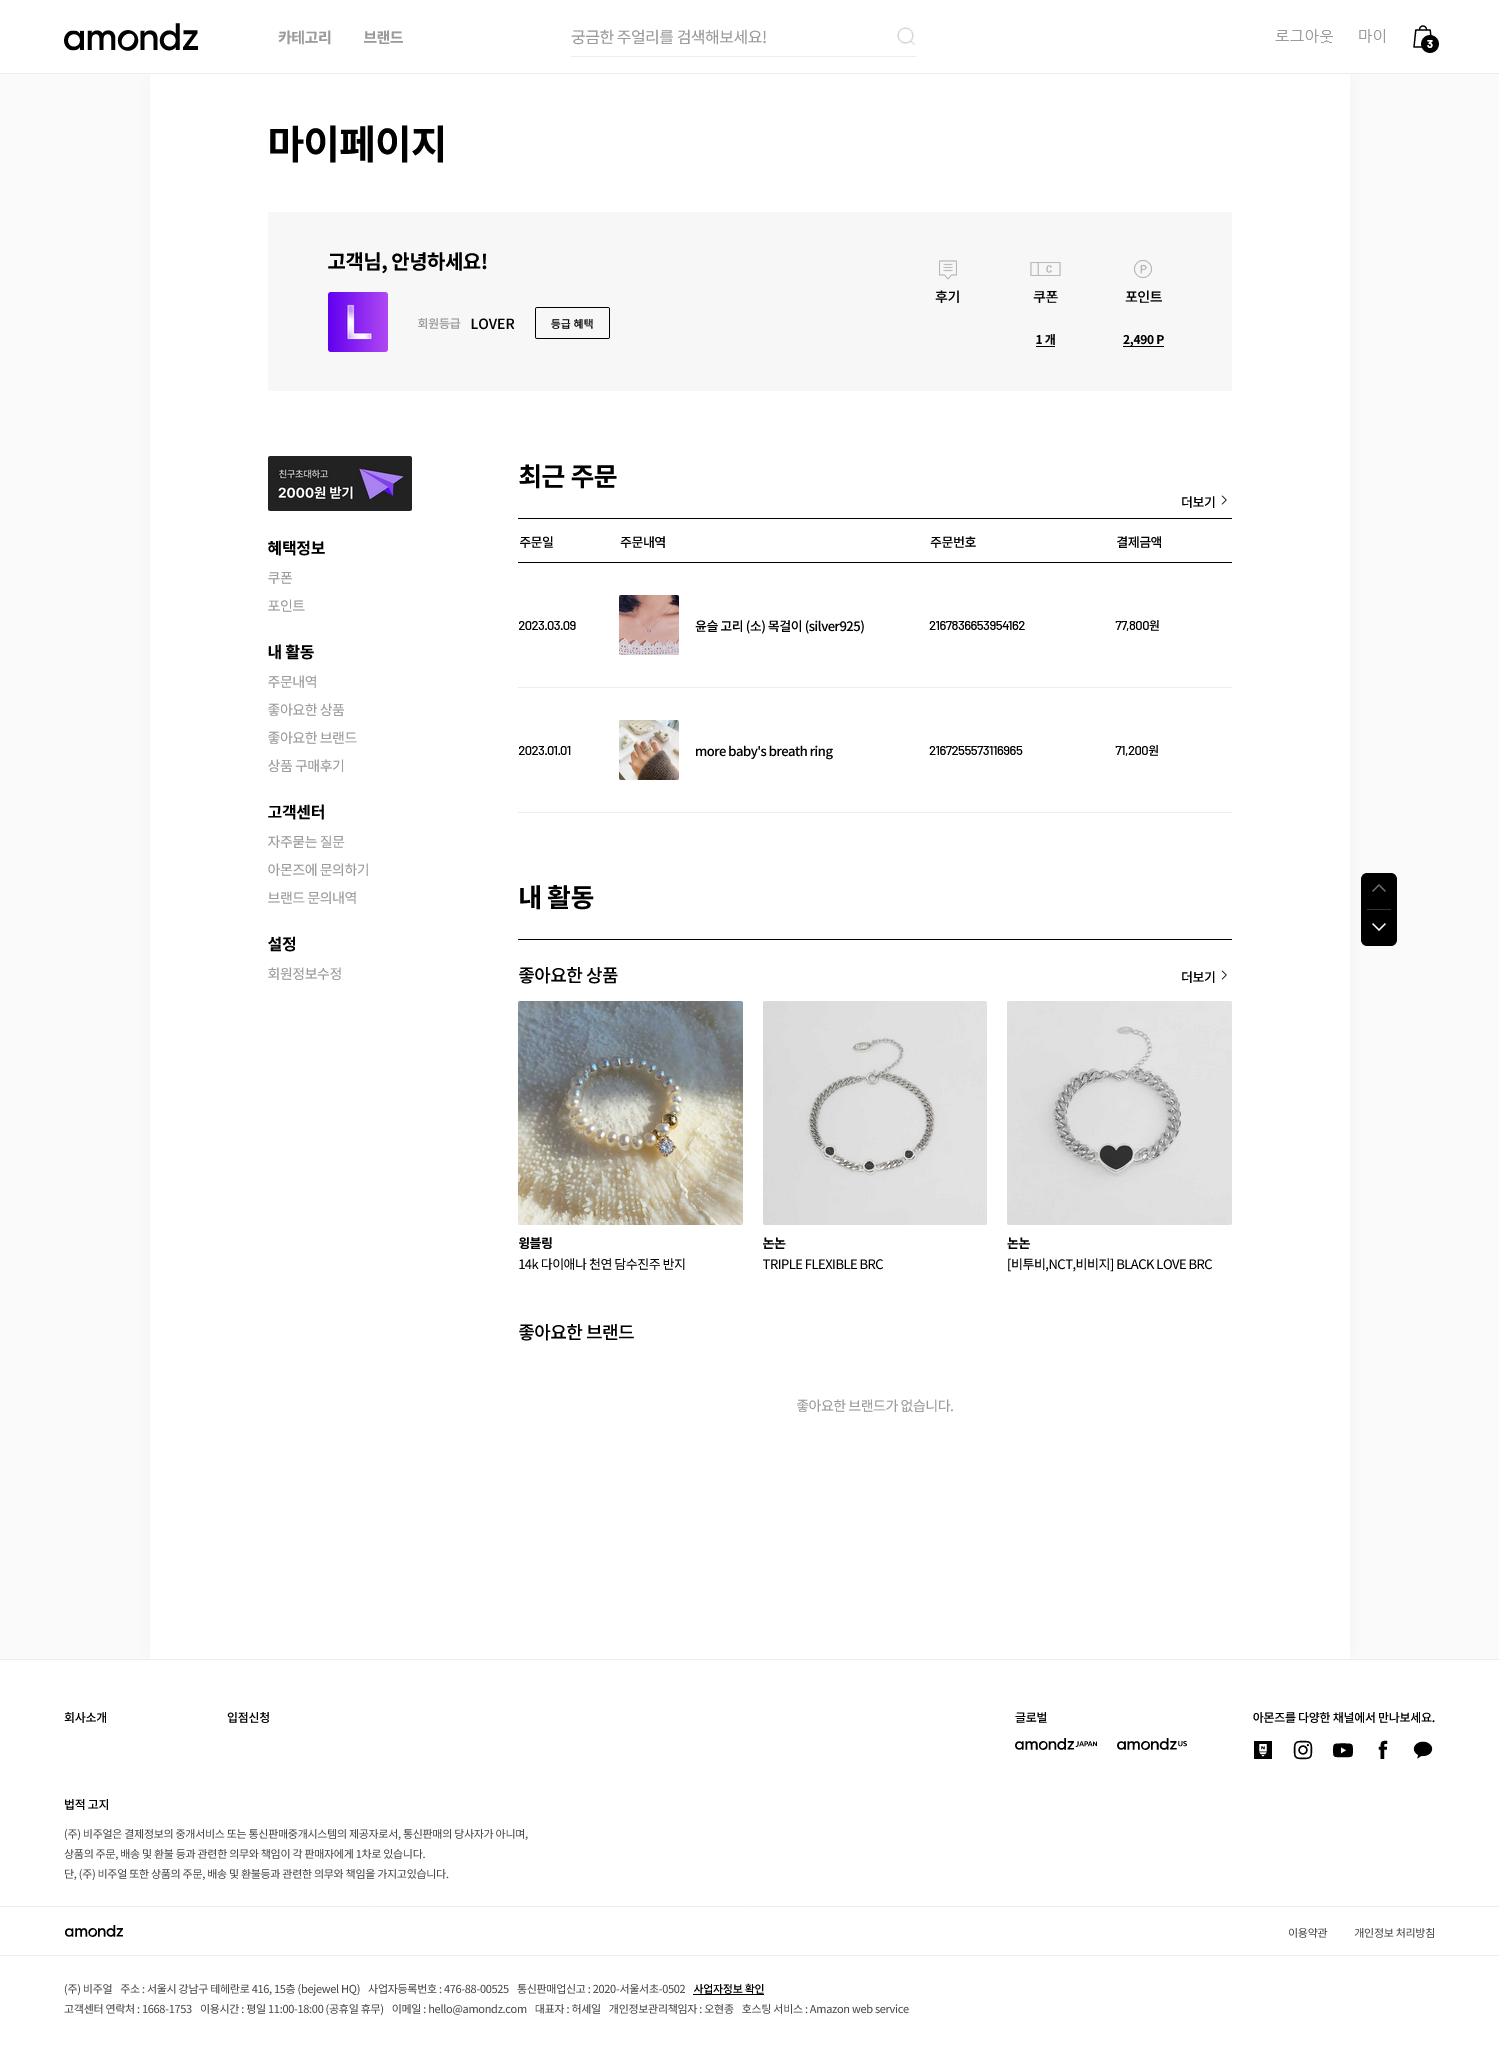 amondz
카테고리
브랜드
궁금한 주얼리를 검색해보세요!
로그아웃
마이
3
마이페이지
고객님, 안녕하세요!
L
회원등급 LOVER
등급 혜택
후기
C
쿠폰
1 개
P
포인트
2,490 P
친구초대하고
2000원 받기
혜택정보
쿠폰
포인트
내 활동
주문내역
좋아요한 상품
좋아요한 브랜드
상품 구매후기
고객센터
자주묻는 질문
아몬즈에 문의하기
브랜드 문의내역
설정
회원정보수정
최근 주문
더보기
주문일 주문내역 주문번호 결제금액
2023.03.09 윤슬 고리 (소) 목걸이 (silver925) 2167836653954162 77,800원
2023.01.01 more baby's breath ring 2167255573116965 71,200원
내 활동
좋아요한 상품
더보기
윙블링
14k 다이애나 천연 담수진주 반지
논논
TRIPLE FLEXIBLE BRC
논논
[비투비,NCT,비비지] BLACK LOVE BRC
좋아요한 브랜드
좋아요한 브랜드가 없습니다.
회사소개
입점신청
글로벌
amondz JAPAN
amondz US
아몬즈를 다양한 채널에서 만나보세요.
법적 고지
(주) 비주얼은 결제정보의 중개서비스 또는 통신판매중개시스템의 제공자로서, 통신판매의 당사자가 아니며,
상품의 주문, 배송 및 환불 등과 관련한 의무와 책임이 각 판매자에게 1차로 있습니다.
단, (주) 비주얼 또한 상품의 주문, 배송 및 환불등과 관련한 의무와 책임을 가지고있습니다.
amondz
이용약관
개인정보 처리방침
(주) 비주얼 주소 : 서울시 강남구 테헤란로 416, 15층 (bejewel HQ) 사업자등록번호 : 476-88-00525 통신판매업신고 : 2020-서울서초-0502 사업자정보 확인
고객센터 연락처 : 1668-1753 이용시간 : 평일 11:00-18:00 (공휴일 휴무) 이메일 : hello@amondz.com 대표자 : 허세일 개인정보관리책임자 : 오현종 호스팅 서비스 : Amazon web service